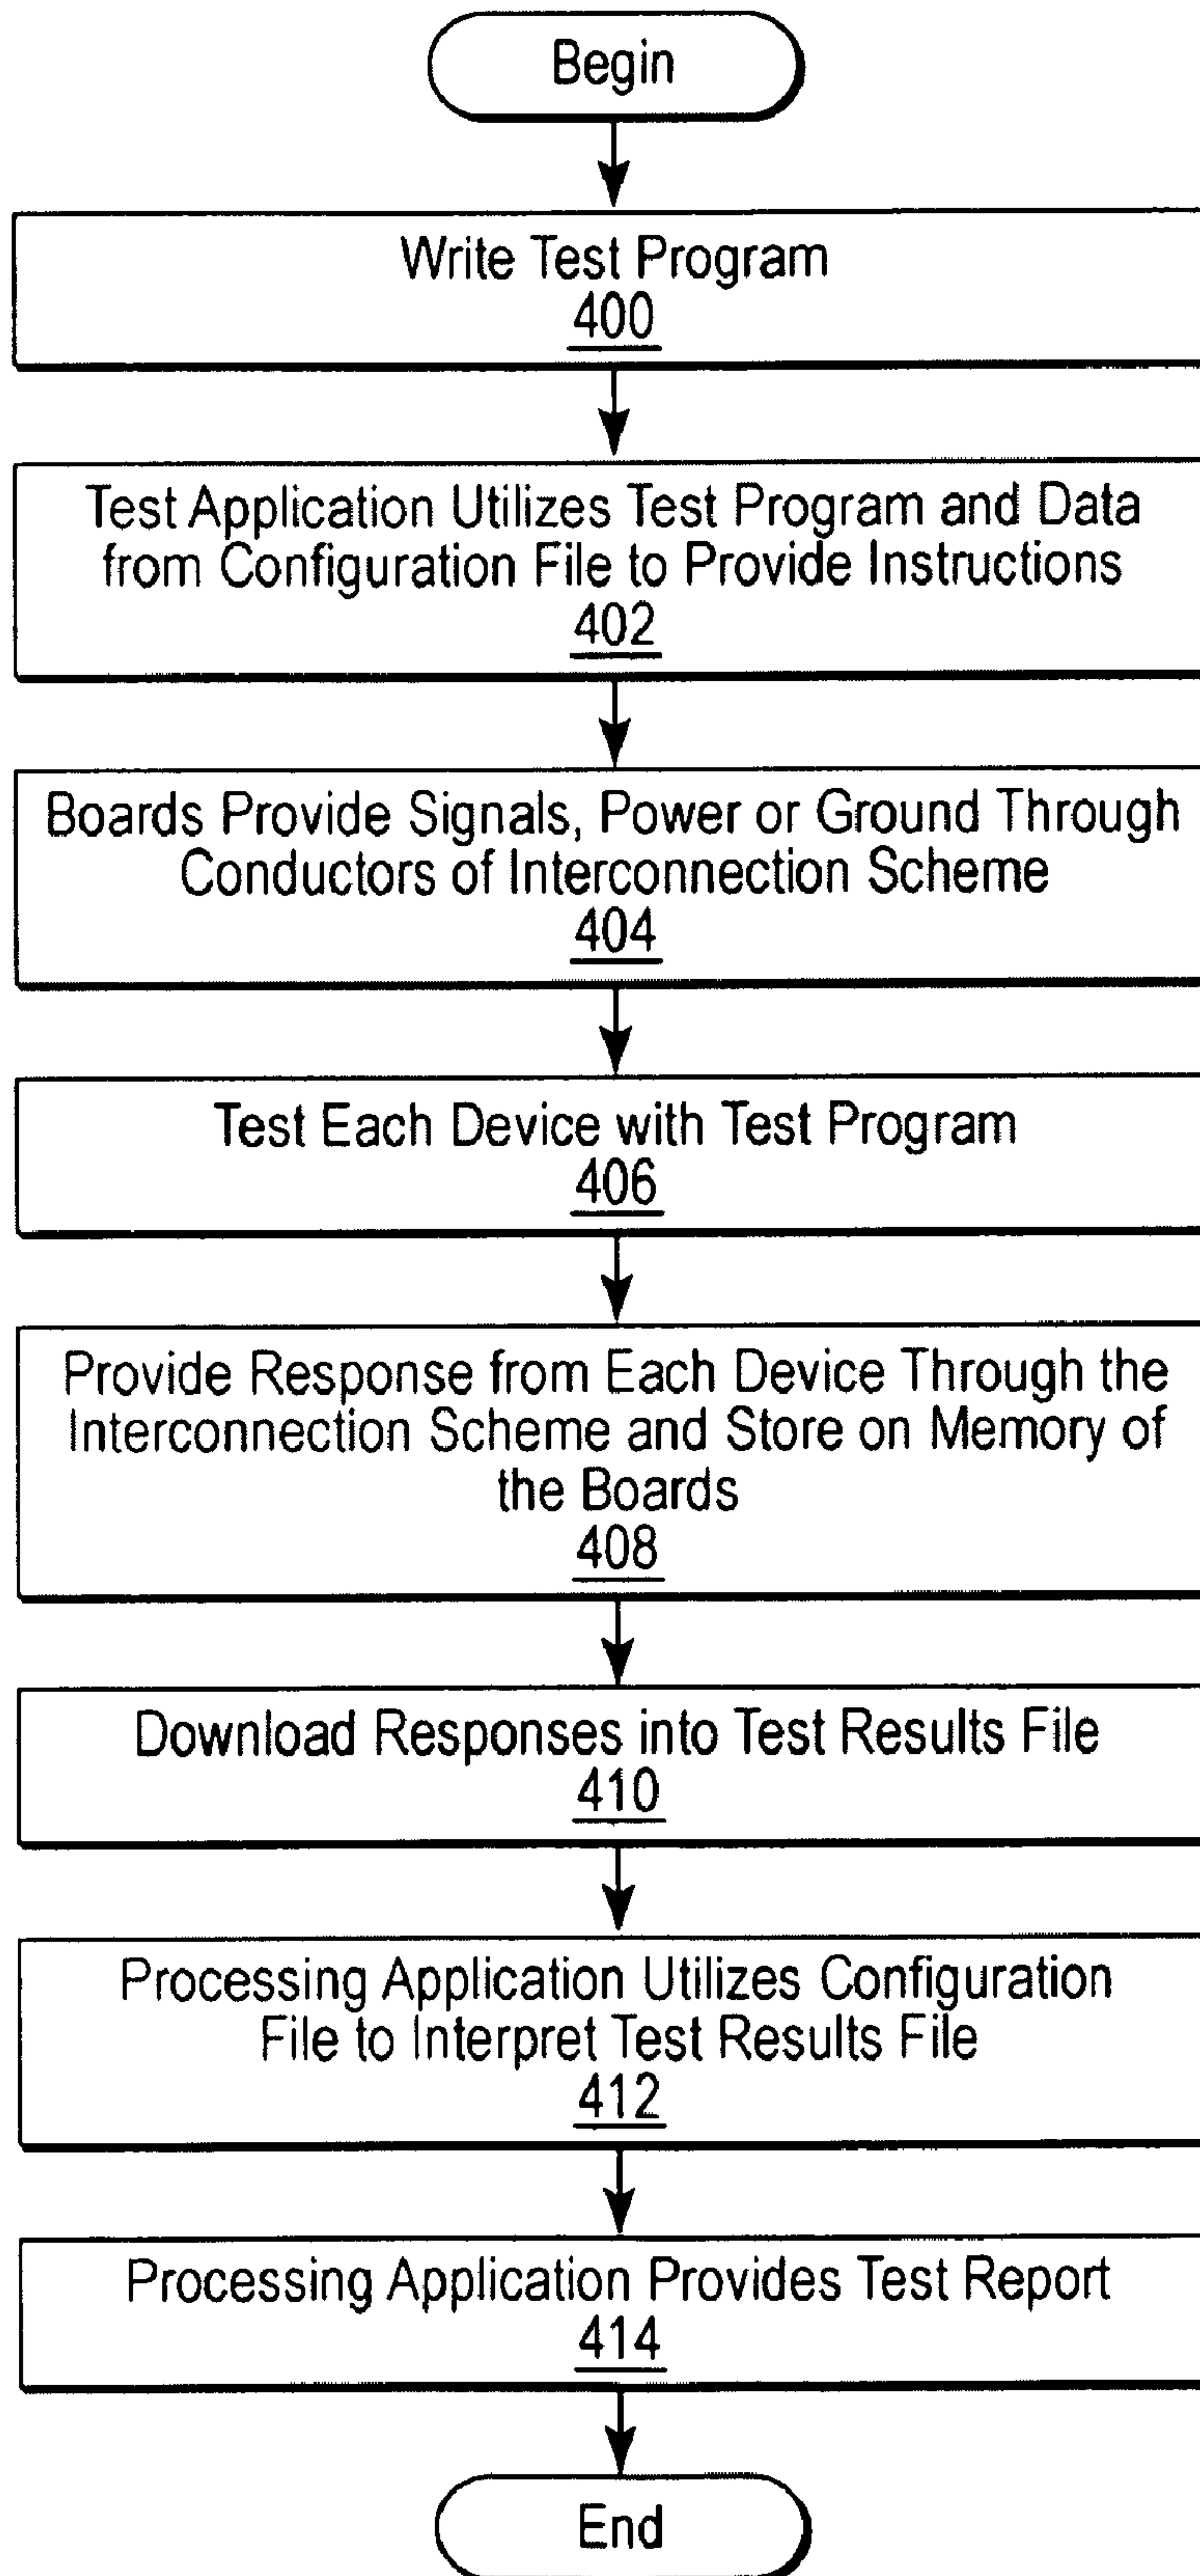 Begin
Write Test Program
400
Test Application Utilizes Test Program and Data
from Configuration File to Provide Instructions
402
Boards Provide Signals, Power or Ground Through
Conductors of Interconnection Scheme
404
Test Each Device with Test Program
406
Provide Response from Each Device Through the
Interconnection Scheme and Store on Memory of
the Boards
408
Download Responses into Test Results File
410
Processing Application Utilizes Configuration
File to Interpret Test Results File
412
Processing Application Provides Test Report
414
End